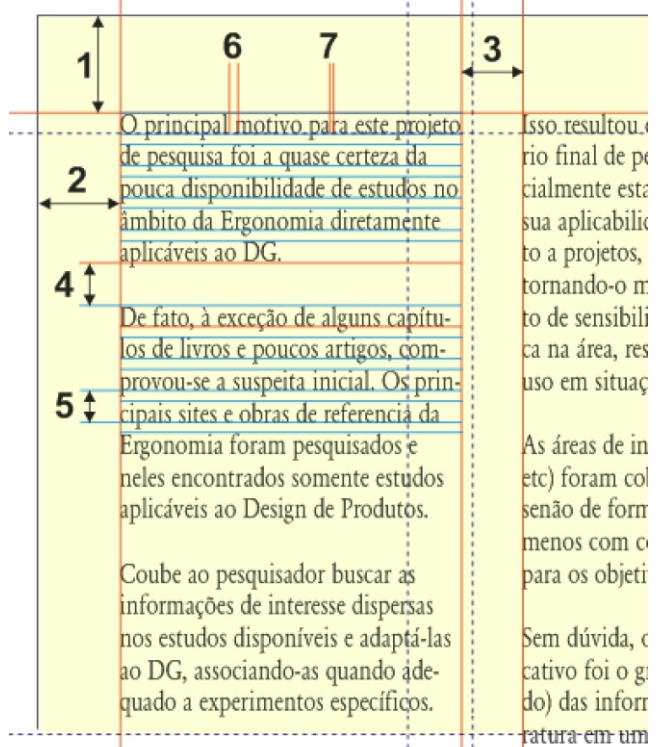 1
6
7
3
2
4
5
O principal motivo para este projeto
de pesquisa foi a quase certeza da
pouca disponibilidade de estudos no
âmbito da Ergonomia diretamente
aplicáveis ao DG.
De fato, à exceção de alguns capítu-
los de livros e poucos artigos, com-
provou-se a suspeita inicial. Os prin-
cipais sites e obras de referencia da
Ergonomia foram pesquisados e
neles encontrados somente estudos
aplicáveis ao Design de Produtos.
Coube ao pesquisador buscar as
informações de interesse dispersas
nos estudos disponíveis e adaptá-las
ao DG, associando-as quando ade-
quado a experimentos específicos.
Isso resultou
rio final de pe
cialmente esta
sua aplicabili
to a projetos,
tornando-o m
to de sensibili
ca na área, res
uso em situaç
As áreas de in
etc) foram co
senão de form
menos com c
para os objeti
Sem dúvida, o
cativo foi o g
do) das inform
ratura em um